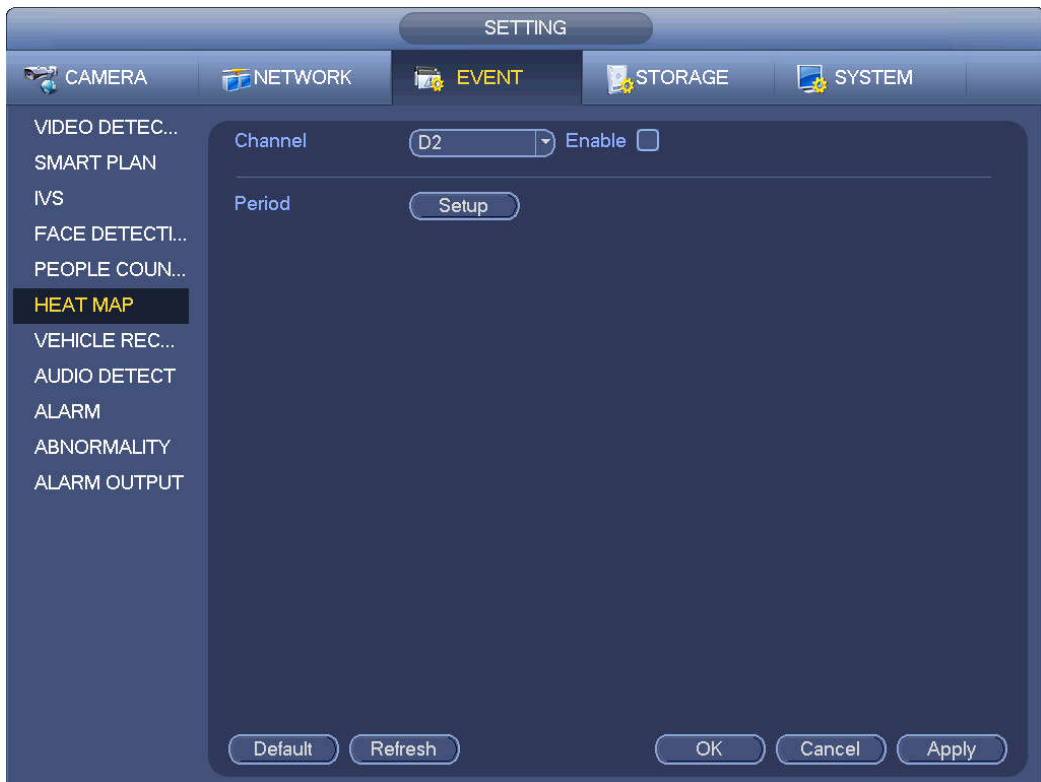 SETTING
CAMERA NETWORK EVENT STORAGE SYSTEM
VIDEO DETEC...
SMART PLAN
IVS
FACE DETECTI...
PEOPLE COUN...
HEAT MAP
VEHICLE REC...
AUDIO DETECT
ALARM
ABNORMALITY
ALARM OUTPUT
Channel D2 Enable
Period Setup
Default Refresh OK Cancel Apply